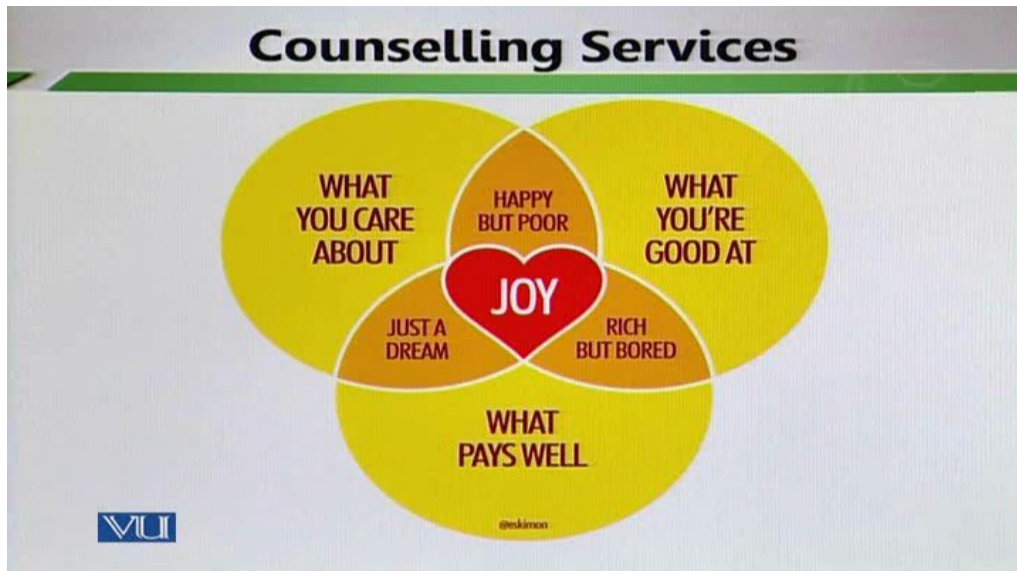 Counselling Services
WHAT
YOU CARE
ABOUT
HAPPY
BUT POOR
WHAT
YOU'RE
GOOD AT
JOY
JUST A
DREAM
RICH
BUT BORED
WHAT
PAYS WELL
@eskimon
VU